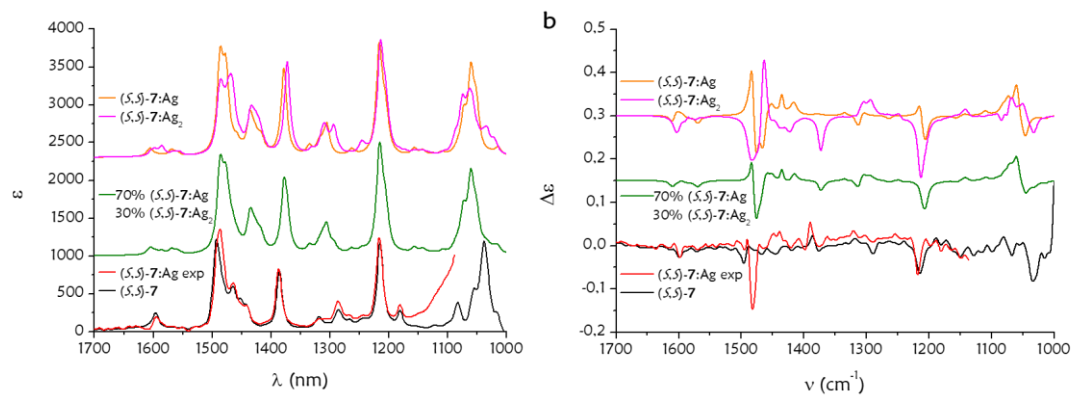 4000
3500
3000
2500
2000
1500
1000
500
0
ε
(S,S)-7:Ag
(S,S)-7:Ag₂
70% (S,S)-7:Ag
30% (S,S)-7:Ag₂
(S,S)-7:Ag exp
(S,S)-7
1700 1600 1500 1400 1300 1200 1100 1000
λ (nm)
b
0.5
0.4
0.3
0.2
0.1
0.0
-0.1
-0.2
Δε
(S,S)-7:Ag
(S,S)-7:Ag₂
70% (S,S)-7:Ag
30% (S,S)-7:Ag₂
(S,S)-7:Ag exp
(S,S)-7
1700 1600 1500 1400 1300 1200 1100 1000
ν (cm⁻¹)